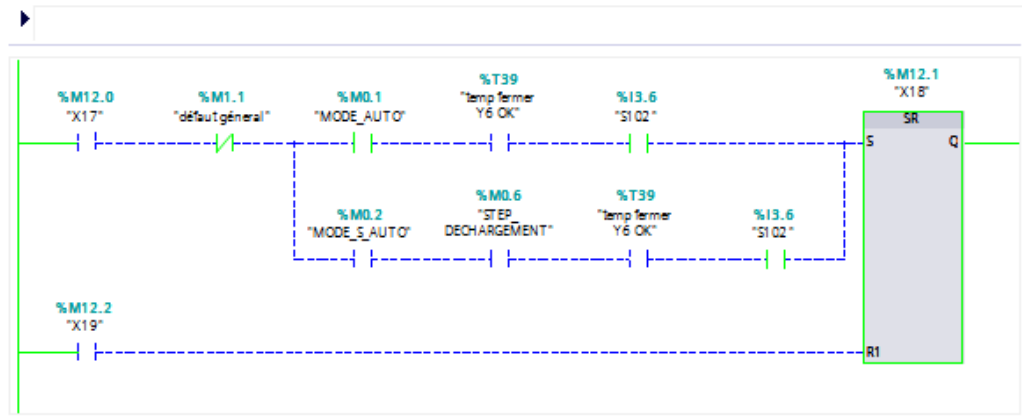 %M12.0
"X17"
%M1.1
"défaut géneral"
%M0.1
"MODE_AUTO"
%T39
"temp fermer
Y6 OK"
%I3.6
"S102"
%M12.1
"X18"
SR
S
Q
%M0.2
"MODE_S_AUTO"
%M0.6
"STEP_
DECHARGEMENT"
%T39
"temp fermer
Y6 OK"
%I3.6
"S102"
%M12.2
"X19"
R1